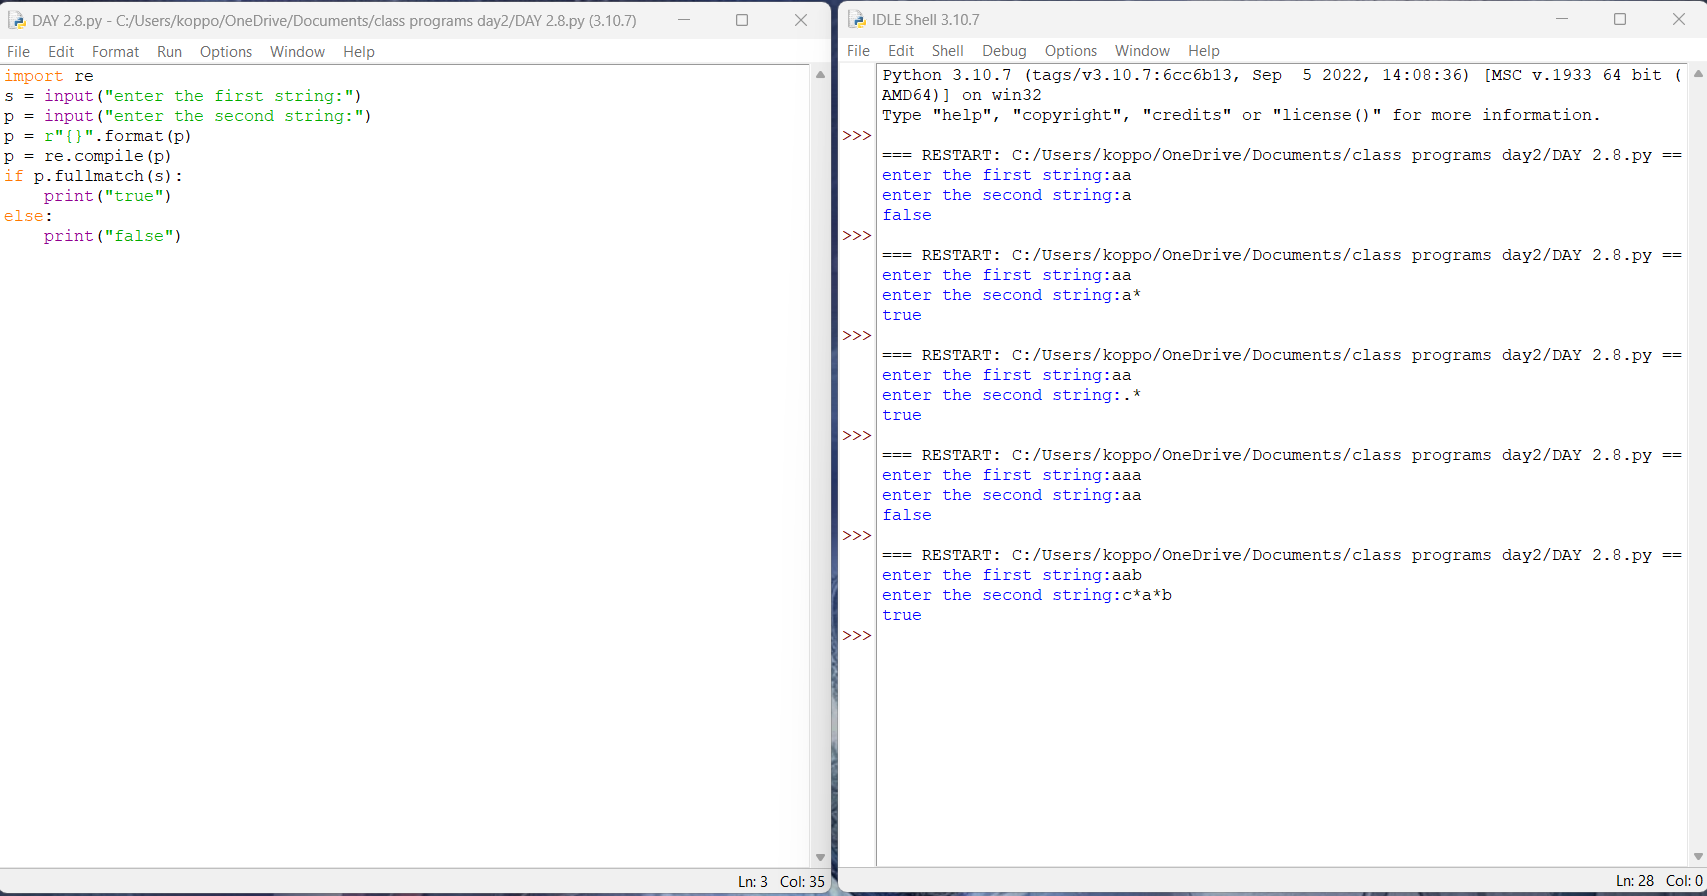 DAY 2.8.py - C:/Users/koppo/OneDrive/Documents/class programs day2/DAY 2.8.py (3.10.7)
File Edit Format Run Options Window Help
import re
s = input("enter the first string:")
p = input("enter the second string:")
p = r"{}".format(p)
p = re.compile(p)
if p.fullmatch(s):
    print("true")
else:
    print("false")
Ln: 3 Col: 35
IDLE Shell 3.10.7
File Edit Shell Debug Options Window Help
Python 3.10.7 (tags/v3.10.7:6cc6b13, Sep  5 2022, 14:08:36) [MSC v.1933 64 bit (
AMD64)] on win32
Type "help", "copyright", "credits" or "license()" for more information.
>>>
=== RESTART: C:/Users/koppo/OneDrive/Documents/class programs day2/DAY 2.8.py ==
enter the first string:aa
enter the second string:a
false
>>>
=== RESTART: C:/Users/koppo/OneDrive/Documents/class programs day2/DAY 2.8.py ==
enter the first string:aa
enter the second string:a*
true
>>>
=== RESTART: C:/Users/koppo/OneDrive/Documents/class programs day2/DAY 2.8.py ==
enter the first string:aa
enter the second string:.*
true
>>>
=== RESTART: C:/Users/koppo/OneDrive/Documents/class programs day2/DAY 2.8.py ==
enter the first string:aaa
enter the second string:aa
false
>>>
=== RESTART: C:/Users/koppo/OneDrive/Documents/class programs day2/DAY 2.8.py ==
enter the first string:aab
enter the second string:c*a*b
true
>>>
Ln: 28 Col: 0